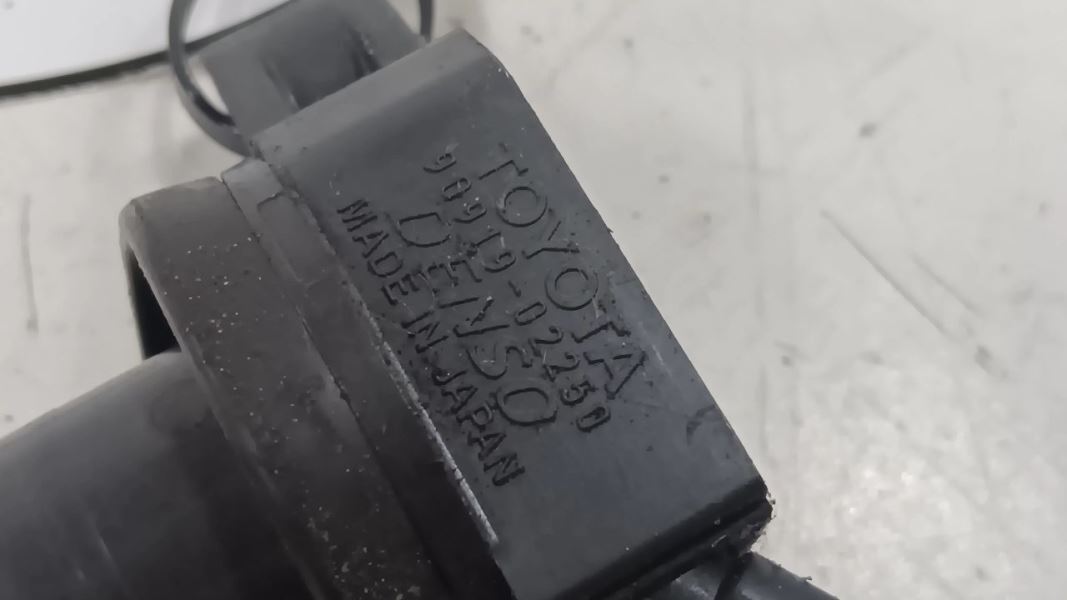 TOYOTA
90919-02250
DENSO
MADE IN JAPAN